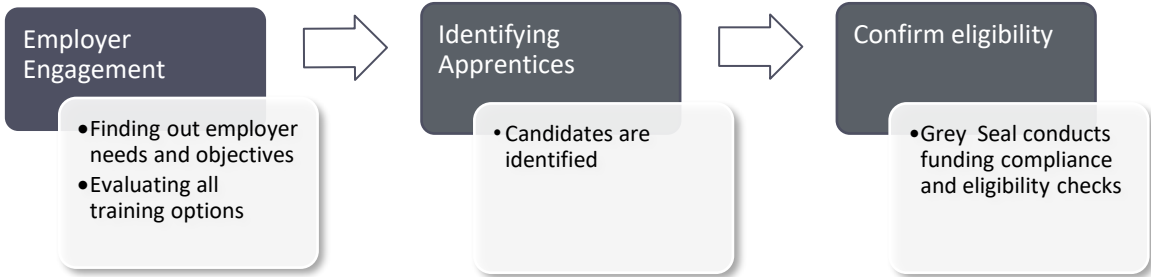 Employer
Engagement
•Finding out employer
needs and objectives
•Evaluating all
training options
Identifying
Apprentices
• Candidates are
identified
Confirm eligibility
•Grey Seal conducts
funding compliance
and eligibility checks